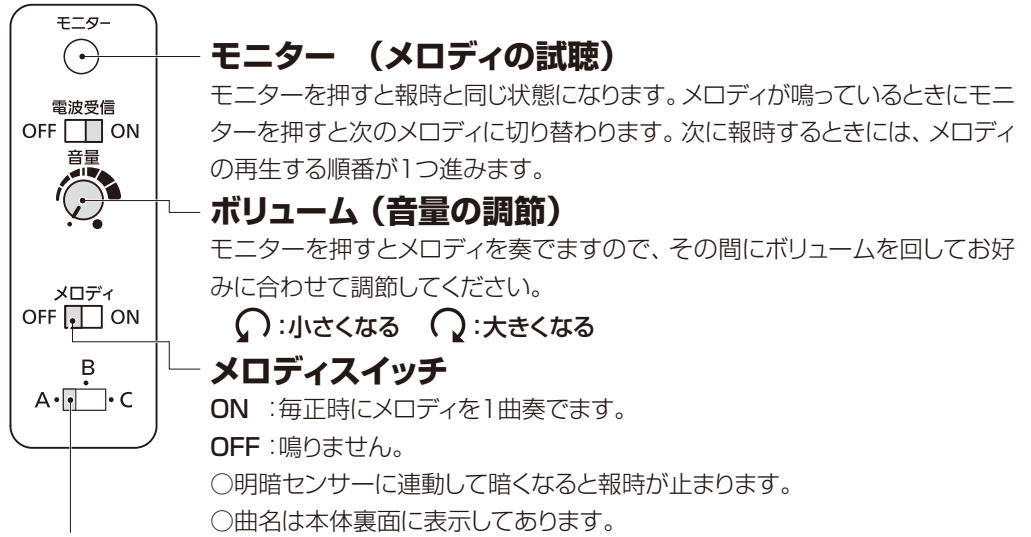 モニター
電波受信
OFF ON
音量
メロディ
OFF ON
B
A C
モニター （メロディの試聴）
モニターを押すと報時と同じ状態になります。メロディが鳴っているときにモニ
ターを押すと次のメロディに切り替わります。次に報時するときには、メロディ
の再生する順番が1つ進みます。
ボリューム（音量の調節）
モニターを押すとメロディを奏でますので、その間にボリュームを回してお好
みに合わせて調節してください。
:小さくなる :大きくなる
メロディスイッチ
ON :毎正時にメロディを1曲奏でます。
OFF :鳴りません。
○明暗センサーに連動して暗くなると報時が止まります。
○曲名は本体裏面に表示してあります。